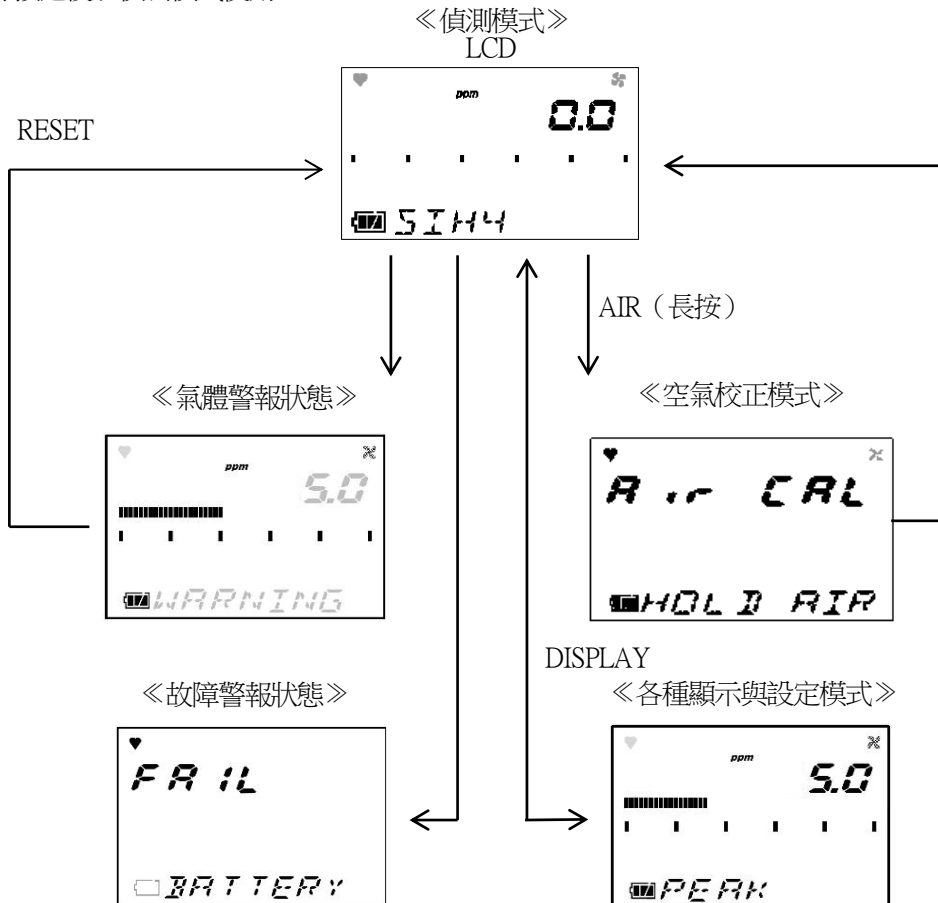 ≪偵測模式≫
LCD
ppm
0.0
SIH4
RESET
AIR（長按）
≪氣體警報狀態≫
ppm
5.0
WARNING
≪空氣校正模式≫
Air CAL
HOLD AIR
DISPLAY
≪故障警報狀態≫
FAIL
BATTERY
≪各種顯示與設定模式≫
ppm
5.0
PEAK